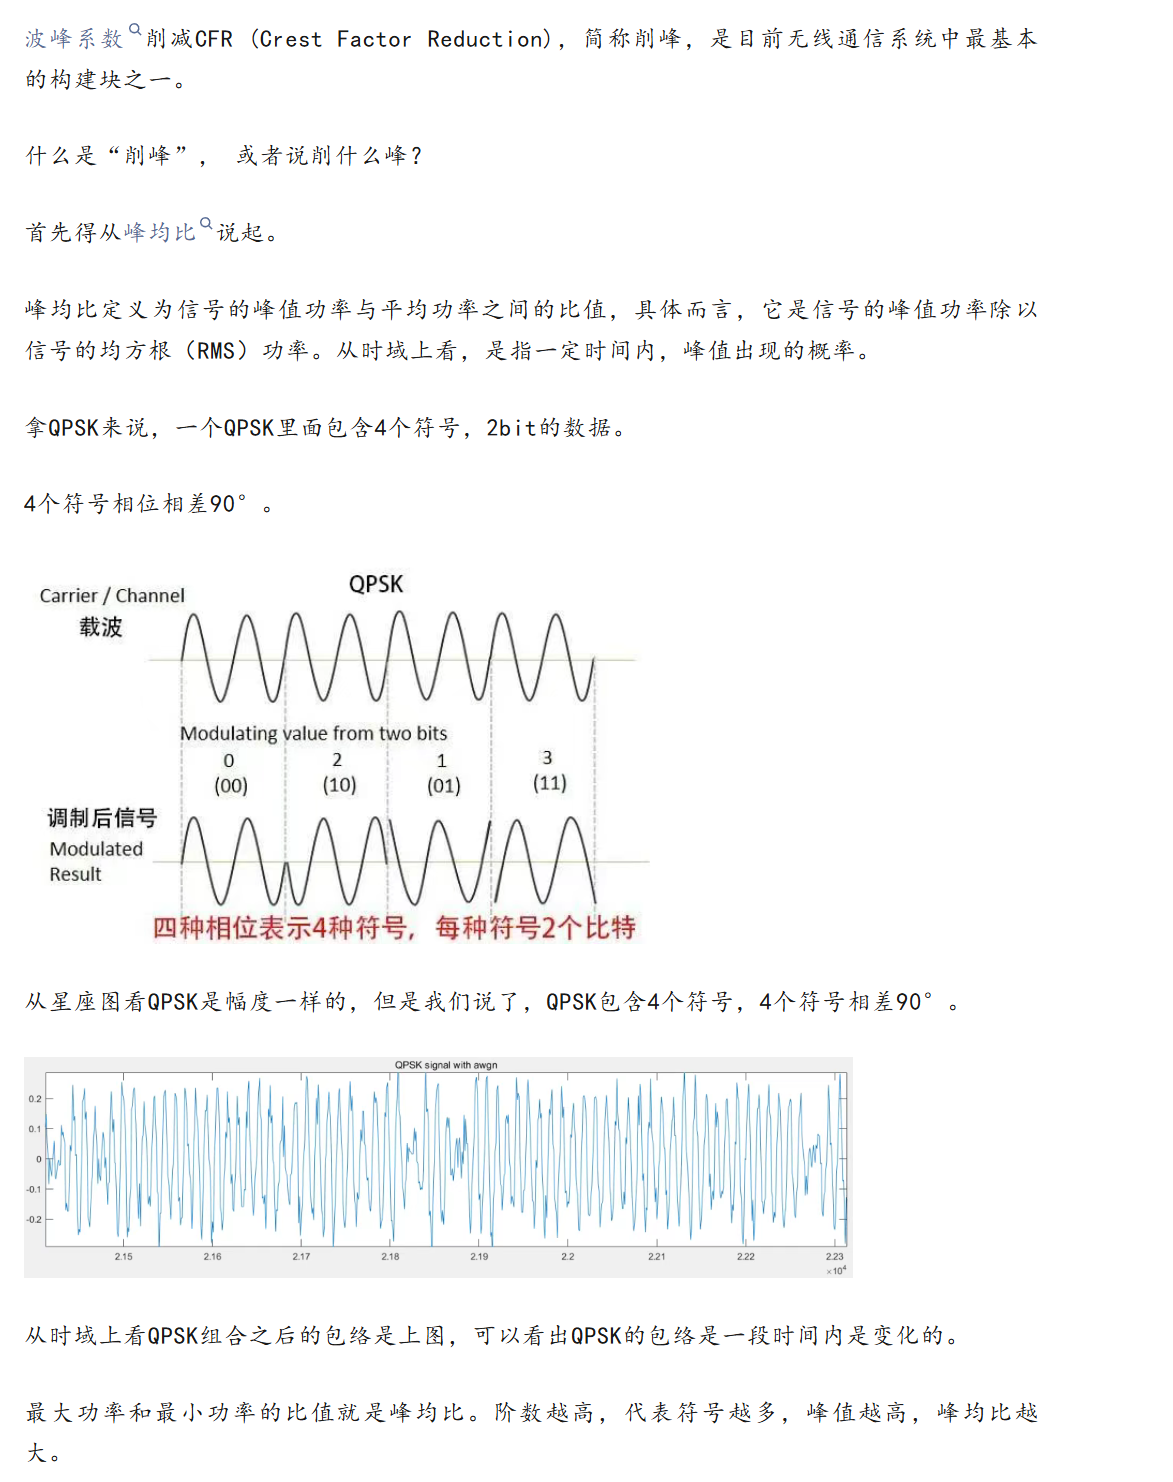 波峰系数削减CFR (Crest Factor Reduction)，简称削峰，是目前无线通信系统中最基本
的构建块之一。
什么是“削峰”， 或者说削什么峰？
首先得从峰均比说起。
峰均比定义为信号的峰值功率与平均功率之间的比值，具体而言，它是信号的峰值功率除以
信号的均方根（RMS）功率。从时域上看，是指一定时间内，峰值出现的概率。
拿QPSK来说，一个QPSK里面包含4个符号，2bit的数据。
4个符号相位相差90°。
QPSK
Carrier / Channel
载波
Modulating value from two bits
0 2 1 3
(00) (10) (01) (11)
调制后信号
Modulated
Result
四种相位表示4种符号，每种符号2个比特
从星座图看QPSK是幅度一样的，但是我们说了，QPSK包含4个符号，4个符号相差90°。
QPSK signal with awgn
0.2
0.1
0
-0.1
-0.2
2.15 2.16 2.17 2.18 2.19 2.2 2.21 2.22 2.23
×10⁴
从时域上看QPSK组合之后的包络是上图，可以看出QPSK的包络是一段时间内是变化的。
最大功率和最小功率的比值就是峰均比。阶数越高，代表符号越多，峰值越高，峰均比越
大。